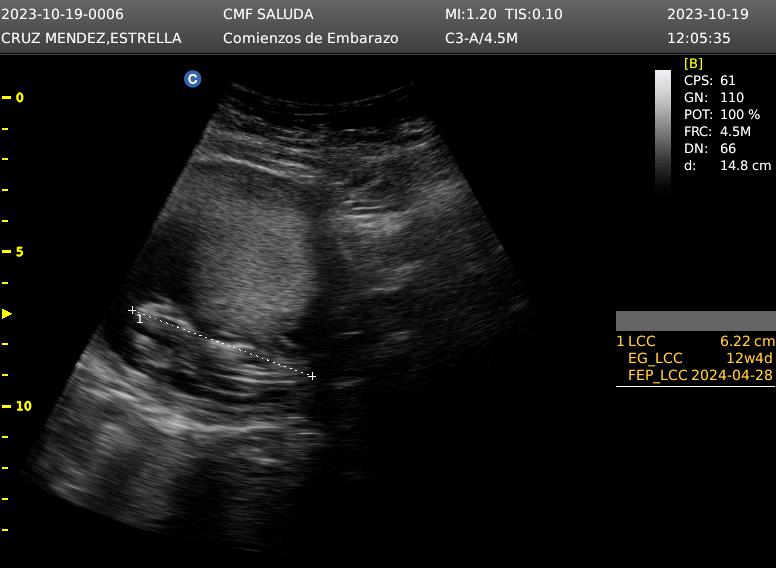 2023-10-19-0006 CMF SALUDA MI:1.20 TIS:0.10 2023-10-19
CRUZ MENDEZ,ESTRELLA Comienzos de Embarazo C3-A/4.5M 12:05:35
[B]
C
CPS: 61
GN: 110
POT: 100 %
FRC: 4.5M
DN: 66
d: 14.8 cm
0
5
10
1
1 LCC 6.22 cm
EG_LCC 12w4d
FEP_LCC 2024-04-28